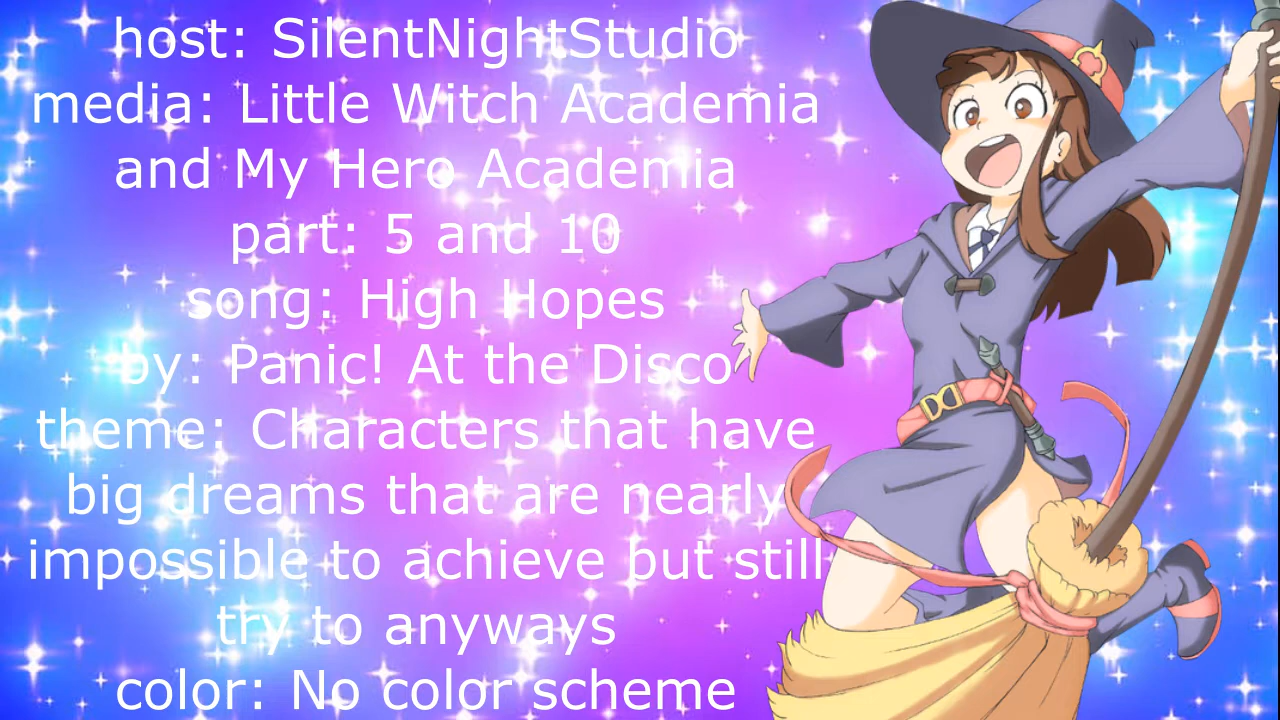 host: SilentNightStudio
media: Little Witch Academia
and My Hero Academia
part: 5 and 10
song: High Hopes
by: Panic! At the Disco
theme: Characters that have
big dreams that are nearly
impossible to achieve but still
try to anyways
color: No color scheme